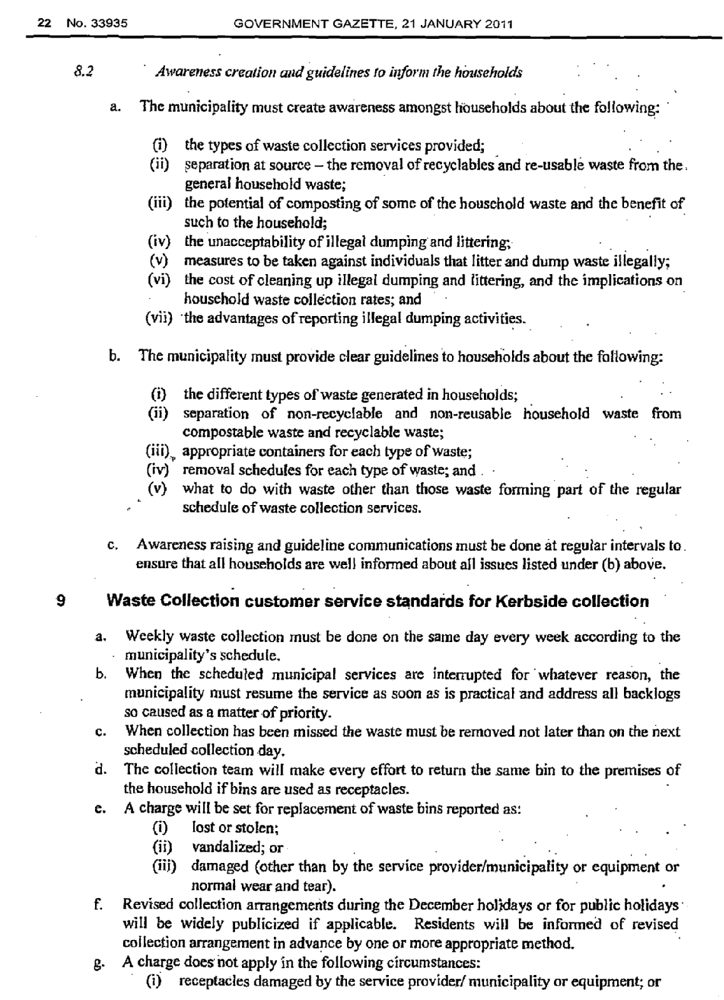 22 No. 33935 GOVERNMENT GAZETTE, 21 JANUARY 2011
8.2 Awareness creation and guidelines to inform the households
a. The municipality must create awareness amongst households about the following:
(i) the types of waste collection services provided;
(ii) separation at source – the removal of recyclables and re-usable waste from the
general household waste;
(iii) the potential of composting of some of the household waste and the benefit of
such to the household;
(iv) the unacceptability of illegal dumping and littering;
(v) measures to be taken against individuals that litter and dump waste illegally;
(vi) the cost of cleaning up illegal dumping and littering, and the implications on
household waste collection rates; and
(vii) the advantages of reporting illegal dumping activities.
b. The municipality must provide clear guidelines to households about the following:
(i) the different types of waste generated in households;
(ii) separation of non-recyclable and non-reusable household waste from
compostable waste and recyclable waste;
(iii) appropriate containers for each type of waste;
(iv) removal schedules for each type of waste; and
(v) what to do with waste other than those waste forming part of the regular
schedule of waste collection services.
c. Awareness raising and guideline communications must be done at regular intervals to
ensure that all households are well informed about all issues listed under (b) above.
9 Waste Collection customer service standards for Kerbside collection
a. Weekly waste collection must be done on the same day every week according to the
municipality's schedule.
b. When the scheduled municipal services are interrupted for whatever reason, the
municipality must resume the service as soon as is practical and address all backlogs
so caused as a matter of priority.
c. When collection has been missed the waste must be removed not later than on the next
scheduled collection day.
d. The collection team will make every effort to return the same bin to the premises of
the household if bins are used as receptacles.
e. A charge will be set for replacement of waste bins reported as:
(i) lost or stolen;
(ii) vandalized; or
(iii) damaged (other than by the service provider/municipality or equipment or
normal wear and tear).
f. Revised collection arrangements during the December holidays or for public holidays
will be widely publicized if applicable. Residents will be informed of revised
collection arrangement in advance by one or more appropriate method.
g. A charge does not apply in the following circumstances:
(i) receptacles damaged by the service provider/ municipality or equipment; or